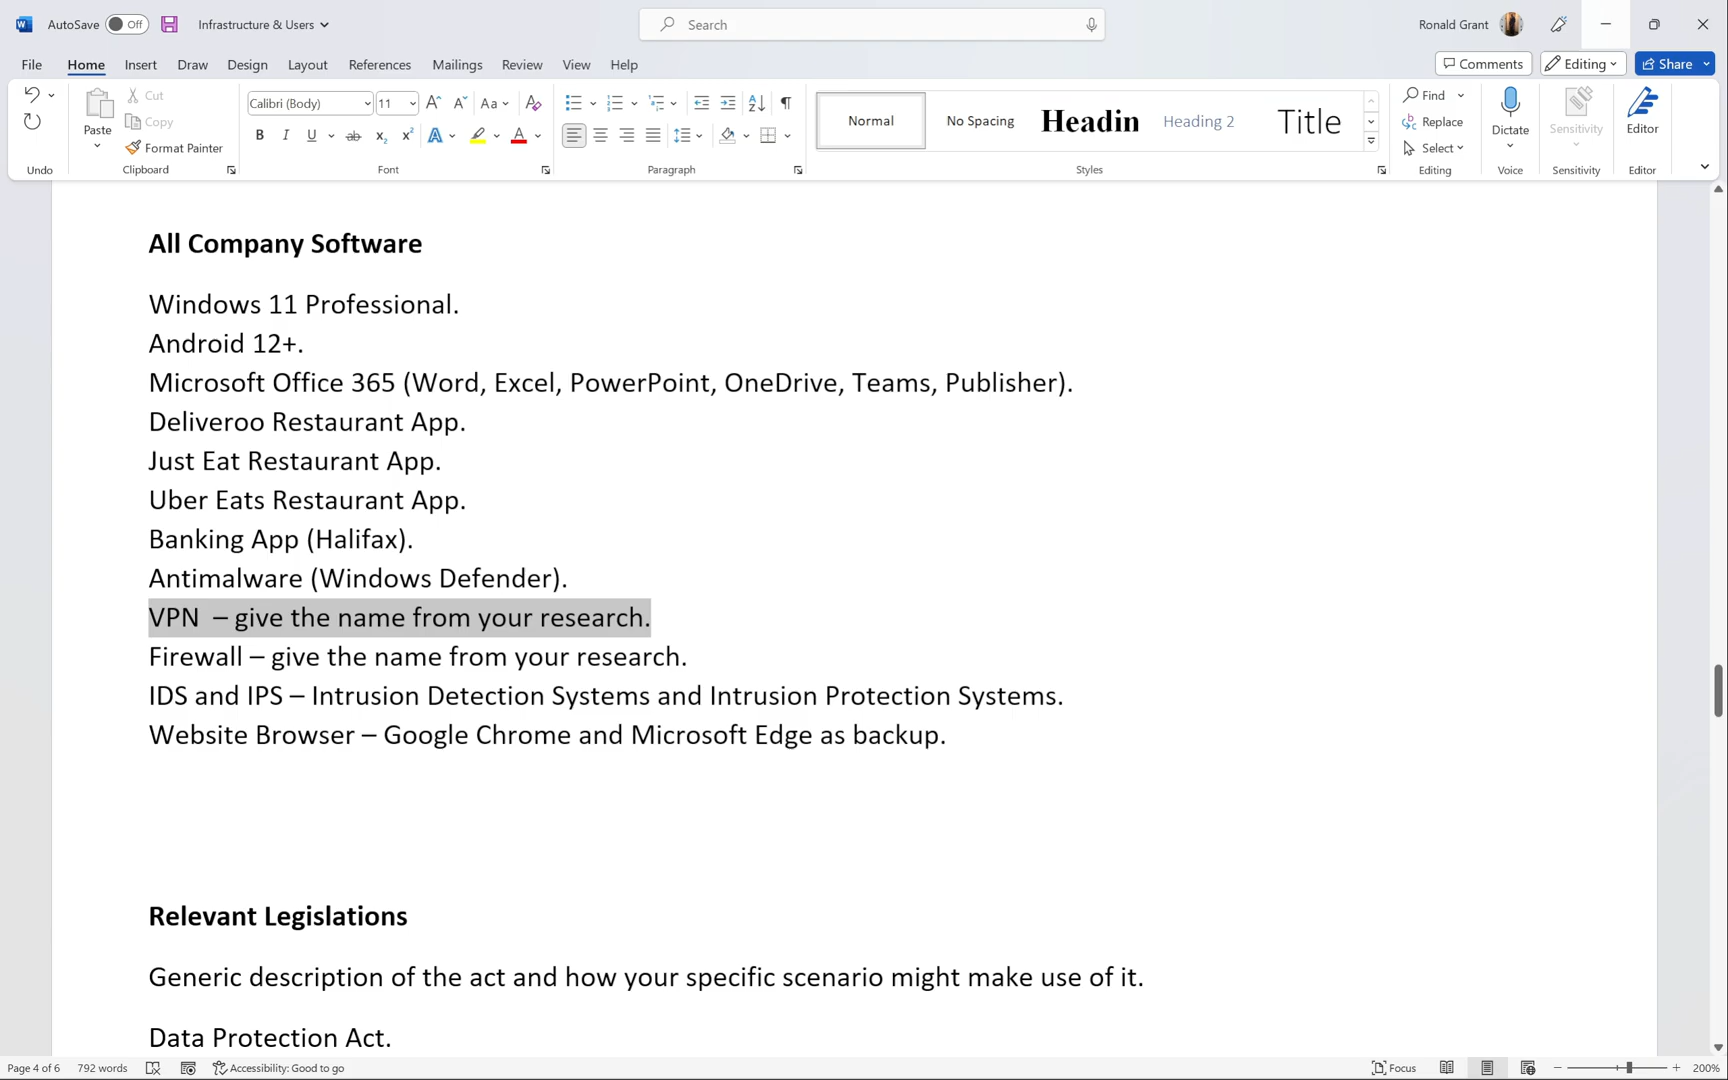 AutoSave Off Infrastructure & Users Search Ronald Grant
File Home Insert Draw Design Layout References Mailings Review View Help Comments Editing Share
Paste Cut Copy Format Painter
Calibri (Body) 11 Aa
Normal No Spacing Headin Heading 2 Title
Find Replace Select
Dictate Sensitivity Editor
Undo Clipboard Font Paragraph Styles Editing Voice Sensitivity Editor
All Company Software
Windows 11 Professional.
Android 12+.
Microsoft Office 365 (Word, Excel, PowerPoint, OneDrive, Teams, Publisher).
Deliveroo Restaurant App.
Just Eat Restaurant App.
Uber Eats Restaurant App.
Banking App (Halifax).
Antimalware (Windows Defender).
VPN  – give the name from your research.
Firewall – give the name from your research.
IDS and IPS – Intrusion Detection Systems and Intrusion Protection Systems.
Website Browser – Google Chrome and Microsoft Edge as backup.
Relevant Legislations
Generic description of the act and how your specific scenario might make use of it.
Data Protection Act.
Page 4 of 6 792 words Accessibility: Good to go Focus 200%